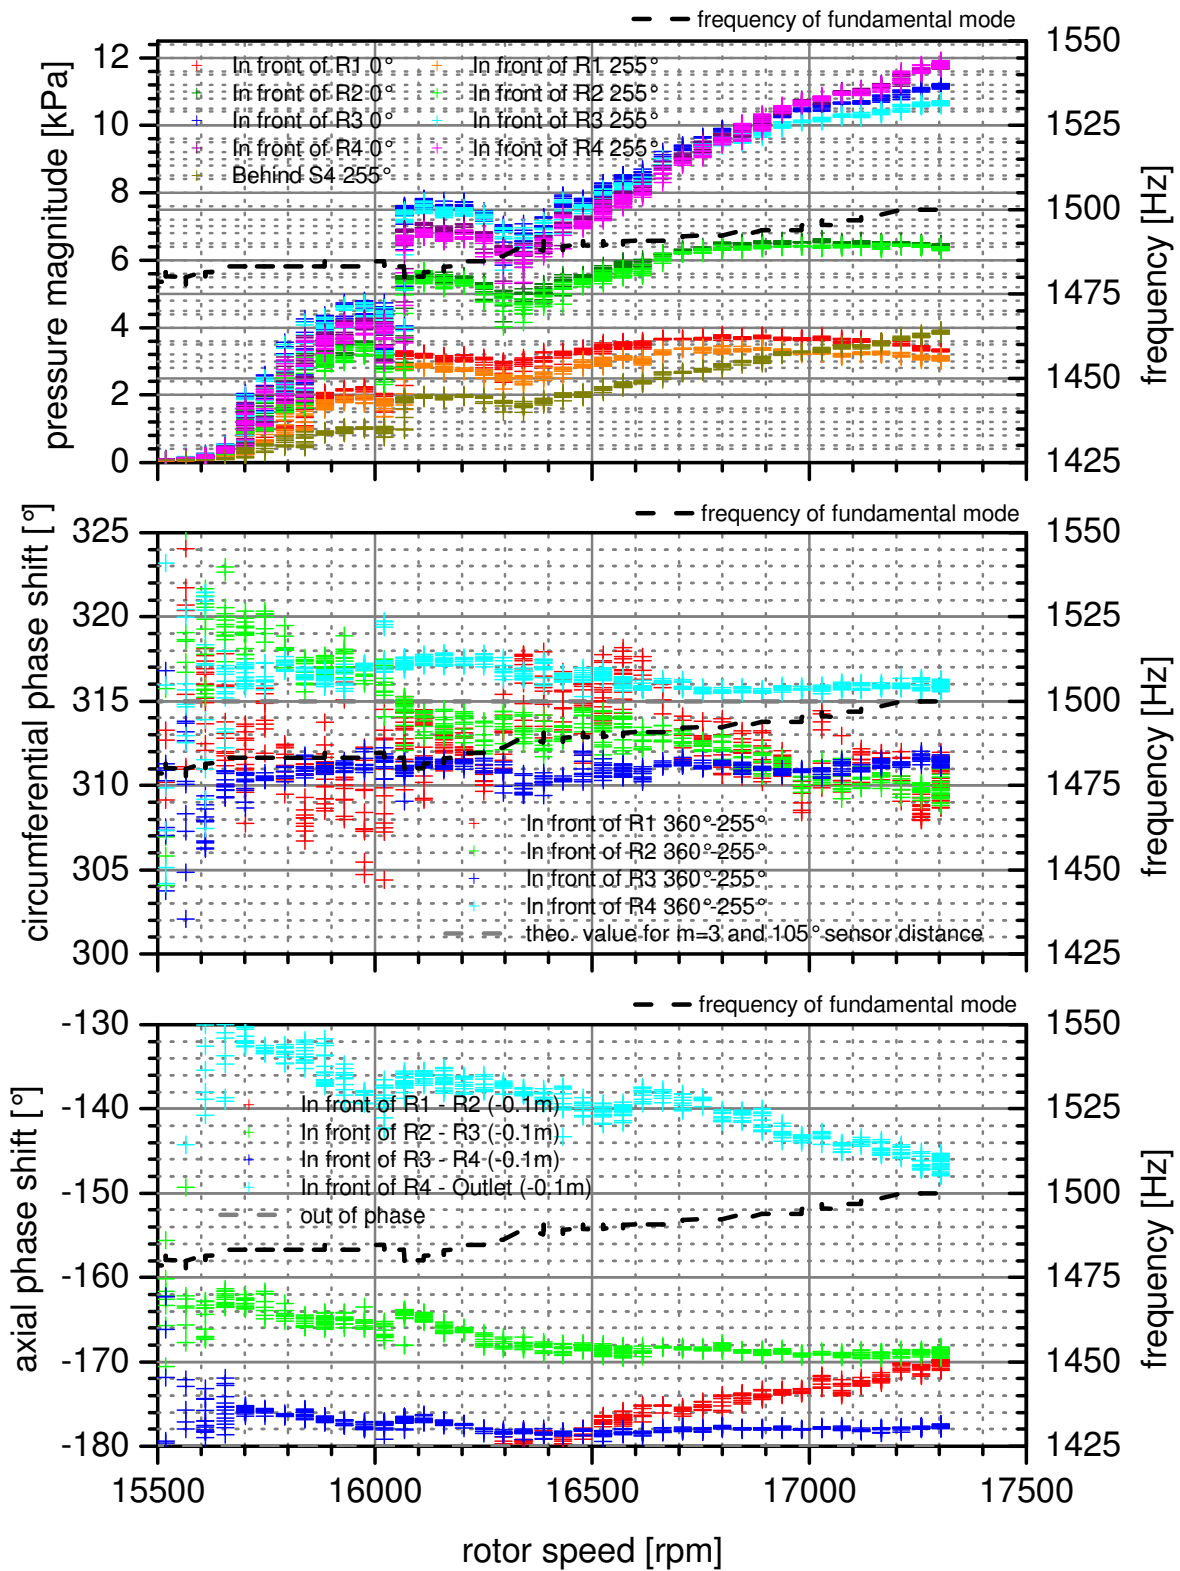 frequency of fundamental mode
12
10
8
6
4
2
0
pressure magnitude [kPa]
In front of R1 0°
In front of R2 0°
In front of R3 0°
In front of R4 0°
Behind S4 255°
In front of R1 255°
In front of R2 255°
In front of R3 255°
In front of R4 255°
1550
1525
1500
1475
1450
1425
frequency [Hz]
frequency of fundamental mode
325
320
315
310
305
300
circumferential phase shift [°]
In front of R1 360°-255°
In front of R2 360°-255°
In front of R3 360°-255°
In front of R4 360°-255°
theo. value for m=3 and 105° sensor distance
1550
1525
1500
1475
1450
1425
frequency [Hz]
frequency of fundamental mode
-130
-140
-150
-160
-170
-180
axial phase shift [°]
In front of R1 - R2 (-0.1m)
In front of R2 - R3 (-0.1m)
In front of R3 - R4 (-0.1m)
In front of R4 - Outlet (-0.1m)
out of phase
1550
1525
1500
1475
1450
1425
frequency [Hz]
15500
16000
16500
17000
17500
rotor speed [rpm]